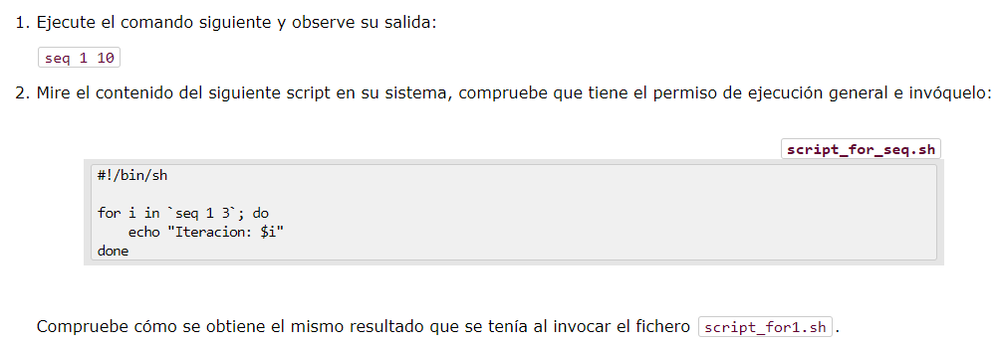 1. Ejecute el comando siguiente y observe su salida:
seq 1 10
2. Mire el contenido del siguiente script en su sistema, compruebe que tiene el permiso de ejecución general e invóquelo:
script_for_seq.sh
#!/bin/sh
for i in `seq 1 3`; do
    echo "Iteracion: $i"
done
Compruebe cómo se obtiene el mismo resultado que se tenía al invocar el fichero script_for1.sh .